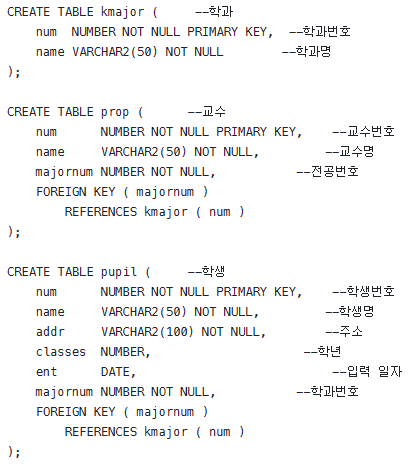 CREATE TABLE kmajor (     --학과
    num  NUMBER NOT NULL PRIMARY KEY,  --학과번호
    name VARCHAR2(50) NOT NULL        --학과명
);
CREATE TABLE prop (      --교수
    num      NUMBER NOT NULL PRIMARY KEY,    --교수번호
    name     VARCHAR2(50) NOT NULL,         --교수명
    majornum NUMBER NOT NULL,           --전공번호
    FOREIGN KEY ( majornum )
        REFERENCES kmajor ( num )
);
CREATE TABLE pupil (     --학생
    num      NUMBER NOT NULL PRIMARY KEY,    --학생번호
    name     VARCHAR2(50) NOT NULL,         --학생명
    addr     VARCHAR2(100) NOT NULL,        --주소
    classes  NUMBER,                     --학년
    ent      DATE,                           --입력 일자
    majornum NUMBER NOT NULL,           --학과번호
    FOREIGN KEY ( majornum )
        REFERENCES kmajor ( num )
);